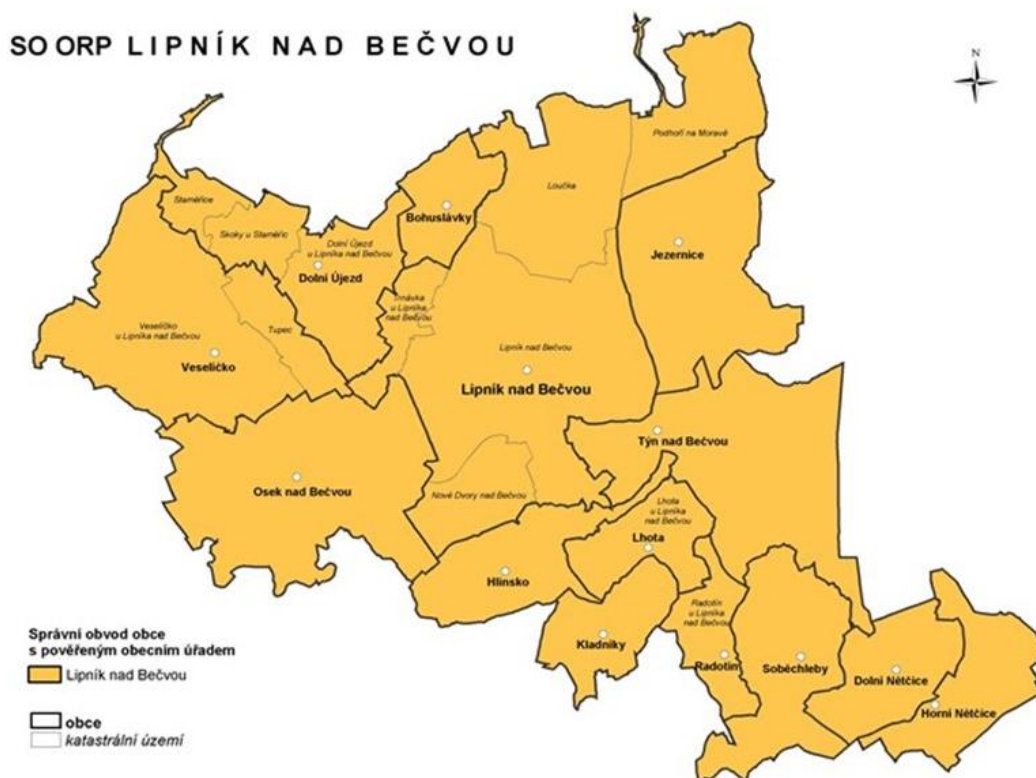 SO ORP LIPNÍK NAD BEČVOU
N
Podhoří na Moravě
Loučka
Staměřice
Bohuslávky
Skoky u Staměřic
Dolní Újezd
u Lipníka nad Bečvou
Jezernice
Dolní Újezd
Trnávka
u Lipníka
nad Bečvou
Veselíčko
u Lipníka nad Bečvou
Tupec
Lipník nad Bečvou
Veselíčko
Lipník nad Bečvou
Týn nad Bečvou
Osek nad Bečvou
Nové Dvory nad Bečvou
Lhota
u Lipníka
nad Bečvou
Lhota
Hlinsko
Radotín
u Lipníka
nad Bečvou
Kladníky
Radotín
Soběchleby
Dolní Nětčice
Horní Nětčice
Správní obvod obce
s pověřeným obecním úřadem
Lipník nad Bečvou
obce
katastrální území